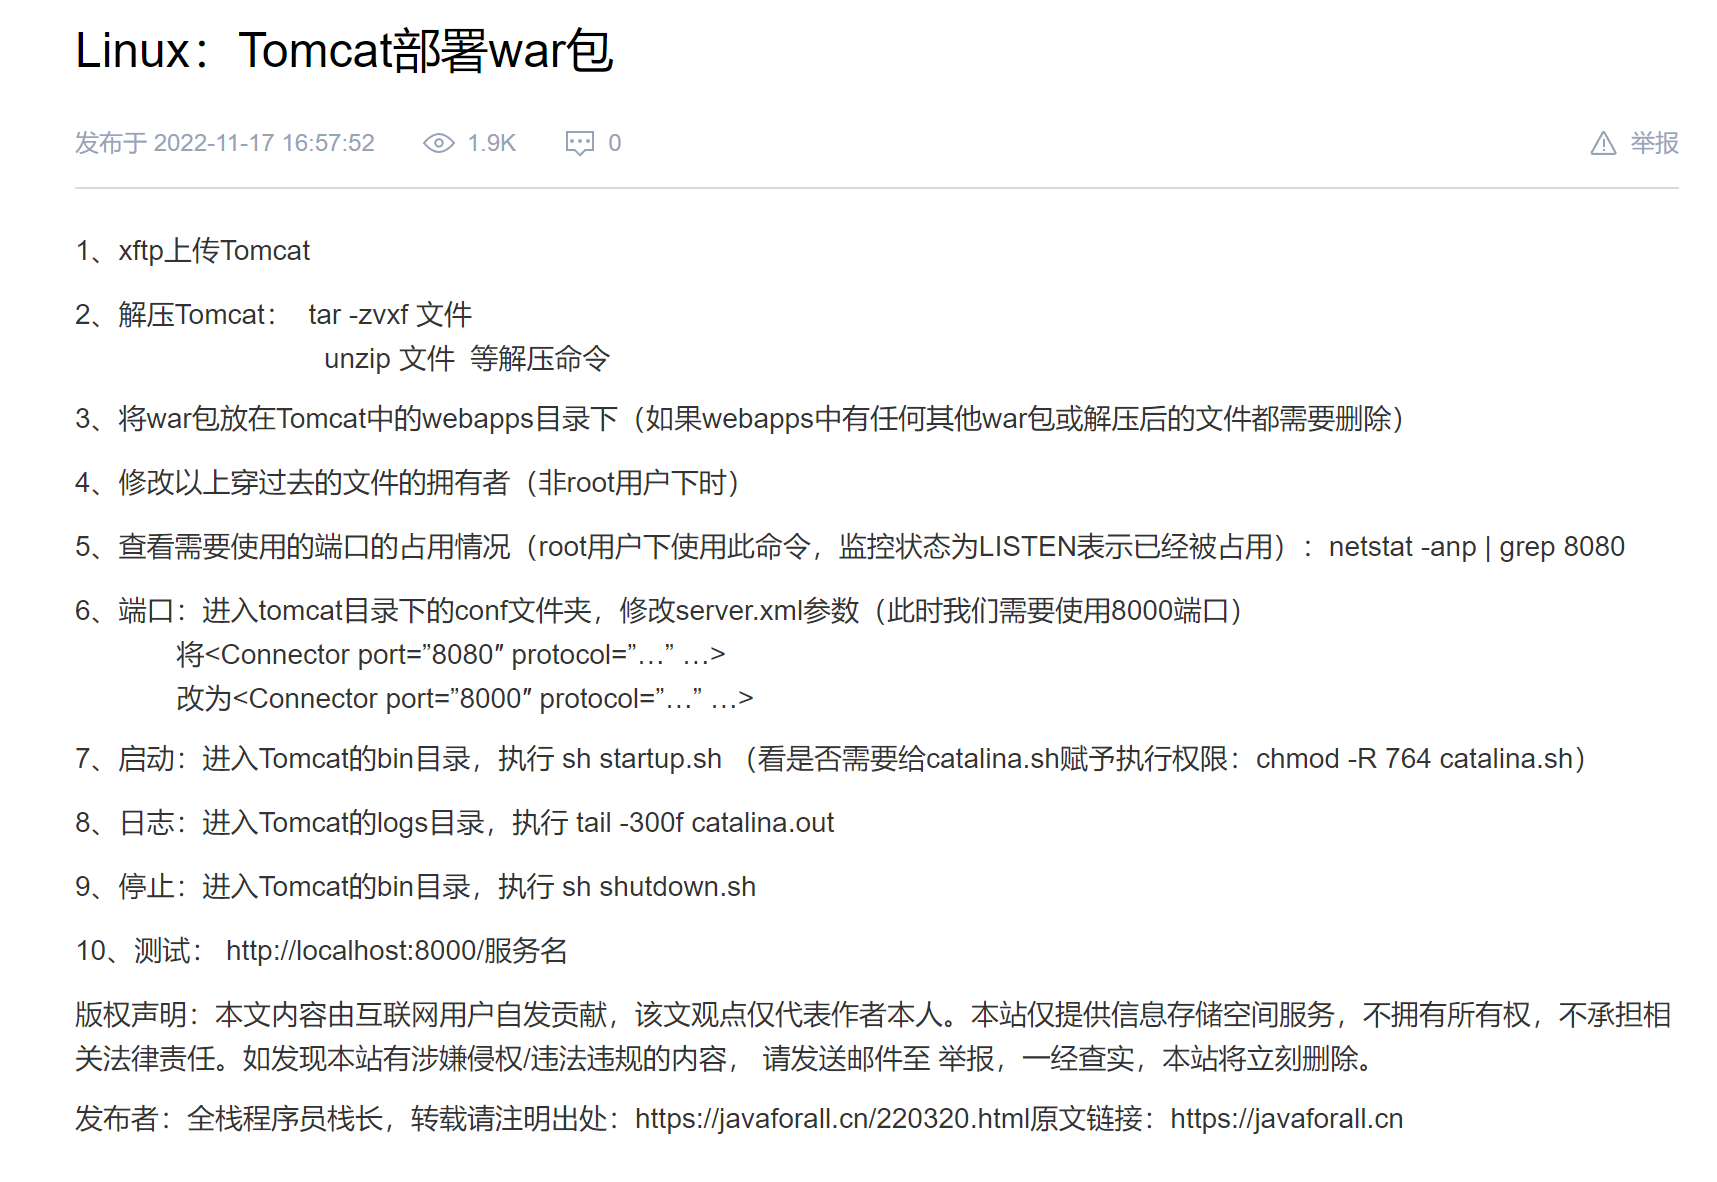 Linux：Tomcat部署war包
发布于 2022-11-17 16:57:52 1.9K 0 举报
1、xftp上传Tomcat
2、解压Tomcat： tar -zvxf 文件
unzip 文件 等解压命令
3、将war包放在Tomcat中的webapps目录下（如果webapps中有任何其他war包或解压后的文件都需要删除）
4、修改以上穿过去的文件的拥有者（非root用户下时）
5、查看需要使用的端口的占用情况（root用户下使用此命令，监控状态为LISTEN表示已经被占用）：netstat -anp | grep 8080
6、端口：进入tomcat目录下的conf文件夹，修改server.xml参数（此时我们需要使用8000端口）
将<Connector port=”8080″ protocol=”…” …>
改为<Connector port=”8000″ protocol=”…” …>
7、启动：进入Tomcat的bin目录，执行 sh startup.sh （看是否需要给catalina.sh赋予执行权限：chmod -R 764 catalina.sh）
8、日志：进入Tomcat的logs目录，执行 tail -300f catalina.out
9、停止：进入Tomcat的bin目录，执行 sh shutdown.sh
10、测试： http://localhost:8000/服务名
版权声明：本文内容由互联网用户自发贡献，该文观点仅代表作者本人。本站仅提供信息存储空间服务，不拥有所有权，不承担相
关法律责任。如发现本站有涉嫌侵权/违法违规的内容， 请发送邮件至 举报，一经查实，本站将立刻删除。
发布者：全栈程序员栈长，转载请注明出处：https://javaforall.cn/220320.html原文链接：https://javaforall.cn